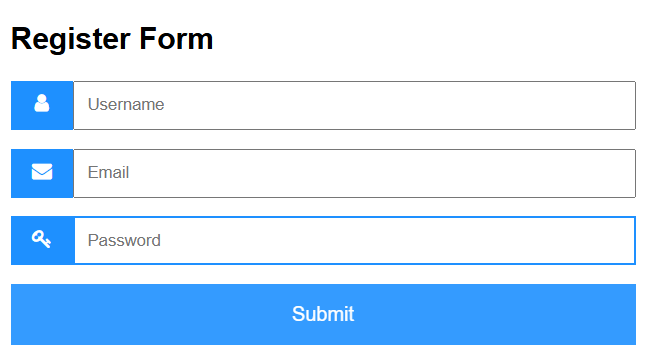 Register Form
Username
Email
Password
Submit